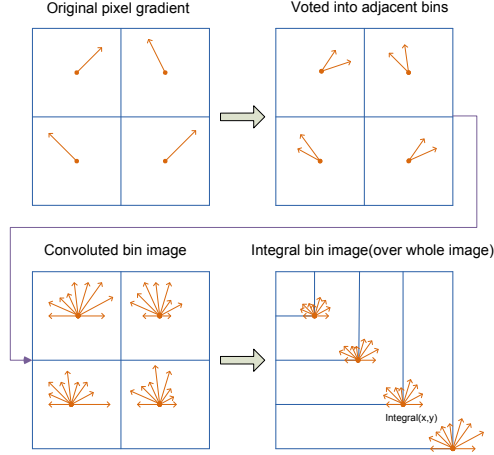 Original pixel gradient
Voted into adjacent bins
Convoluted bin image
Integral bin image(over whole image)
Integral(x,y)